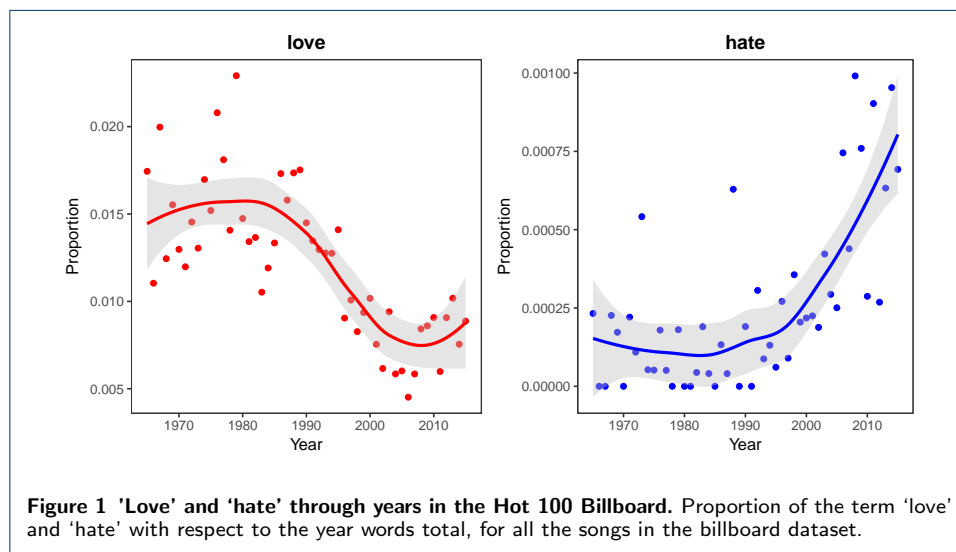 love
0.020
0.015
0.010
0.005
Proportion
1970 1980 1990 2000 2010
Year
hate
0.00100
0.00075
0.00050
0.00025
0.00000
Proportion
1970 1980 1990 2000 2010
Year
Figure 1 'Love' and ‘hate’ through years in the Hot 100 Billboard. Proportion of the term ‘love’
and ‘hate’ with respect to the year words total, for all the songs in the billboard dataset.